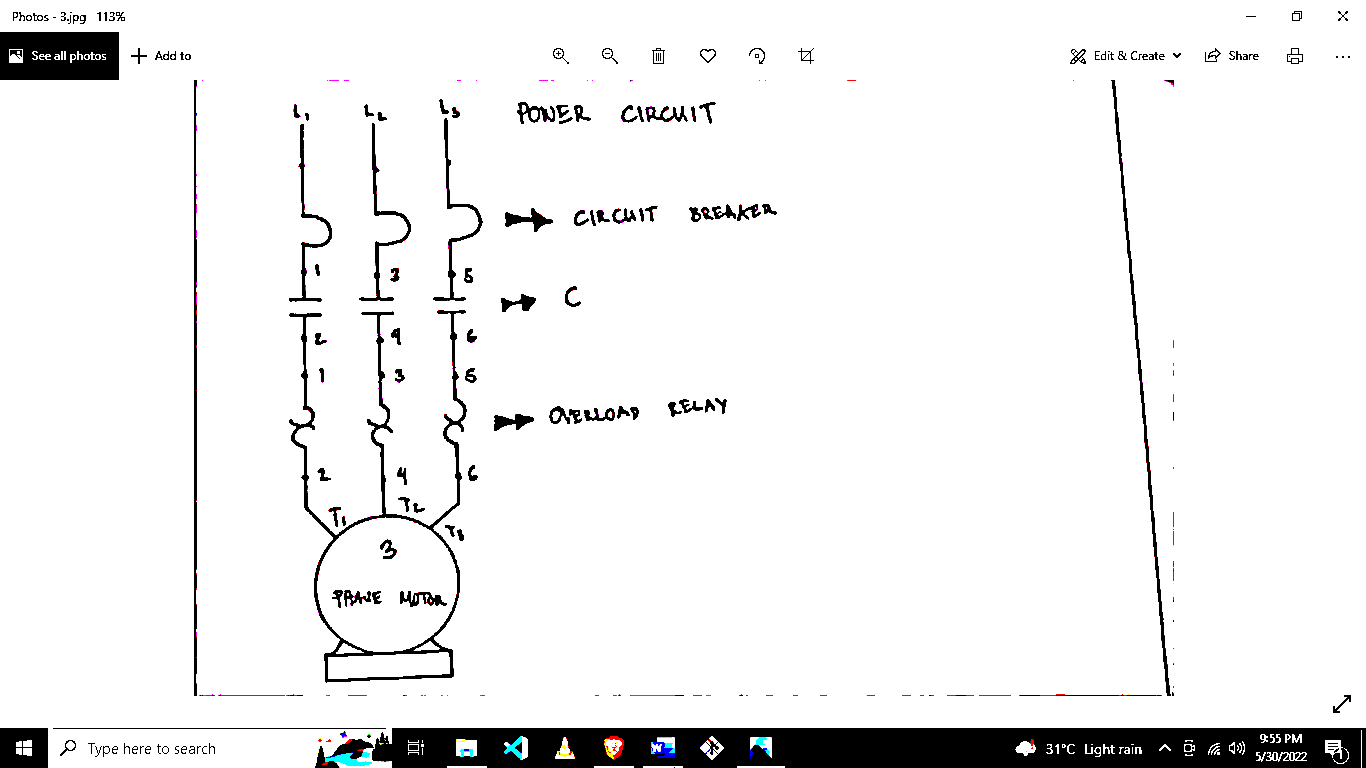 Photos - 3.jpg 113%
See all photos
Add to
Edit & Create
Share
L1 L2 L3 POWER CIRCUIT
CIRCUIT BREAKER
1 3 5
C
2 4 6
1 3 5
OVERLOAD RELAY
2 4 6
T1 T2 T3
3
MOTOR
Type here to search
31°C Light rain
9:55 PM
5/30/2022
1